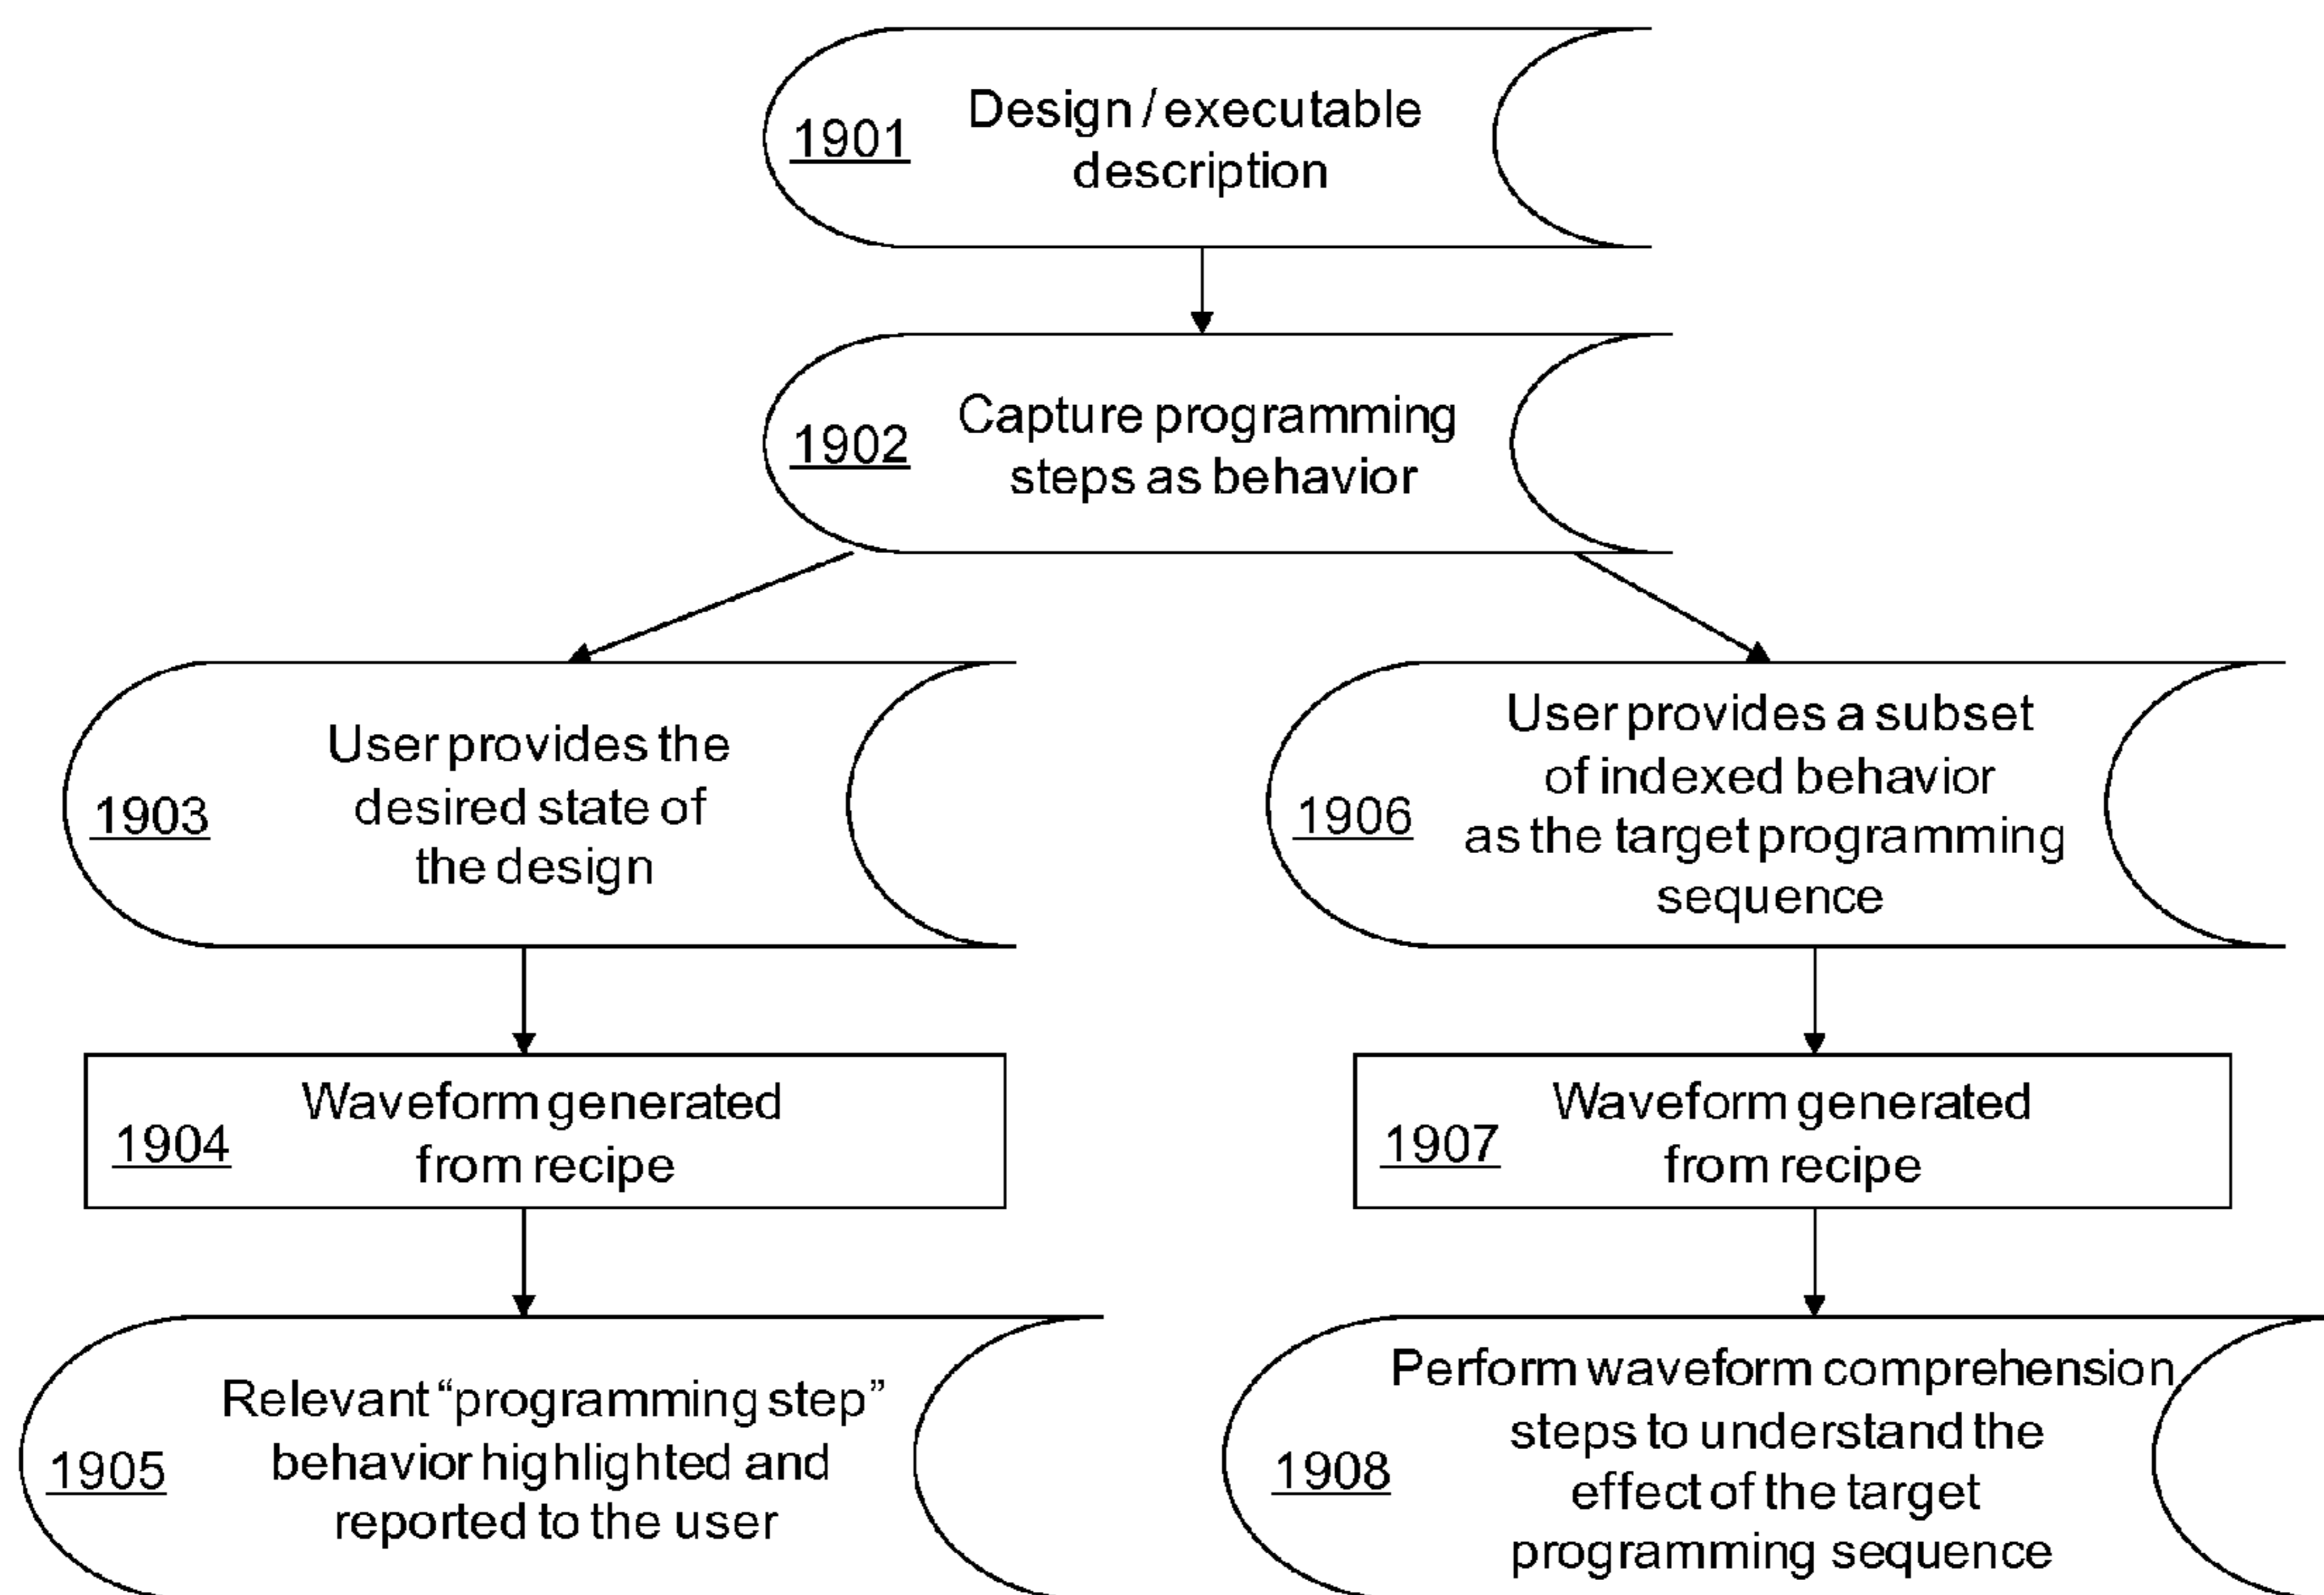 1901
Design / executable
description
1902
Capture programming
steps as behavior
1903
User provides the
desired state of
the design
1906
User provides a subset
of indexed behavior
as the target programming
sequence
1904
Waveform generated
from recipe
1907
Waveform generated
from recipe
1905
Relevant “programming step”
behavior highlighted and
reported to the user
1908
Perform waveform comprehension
steps to understand the
effect of the target
programming sequence